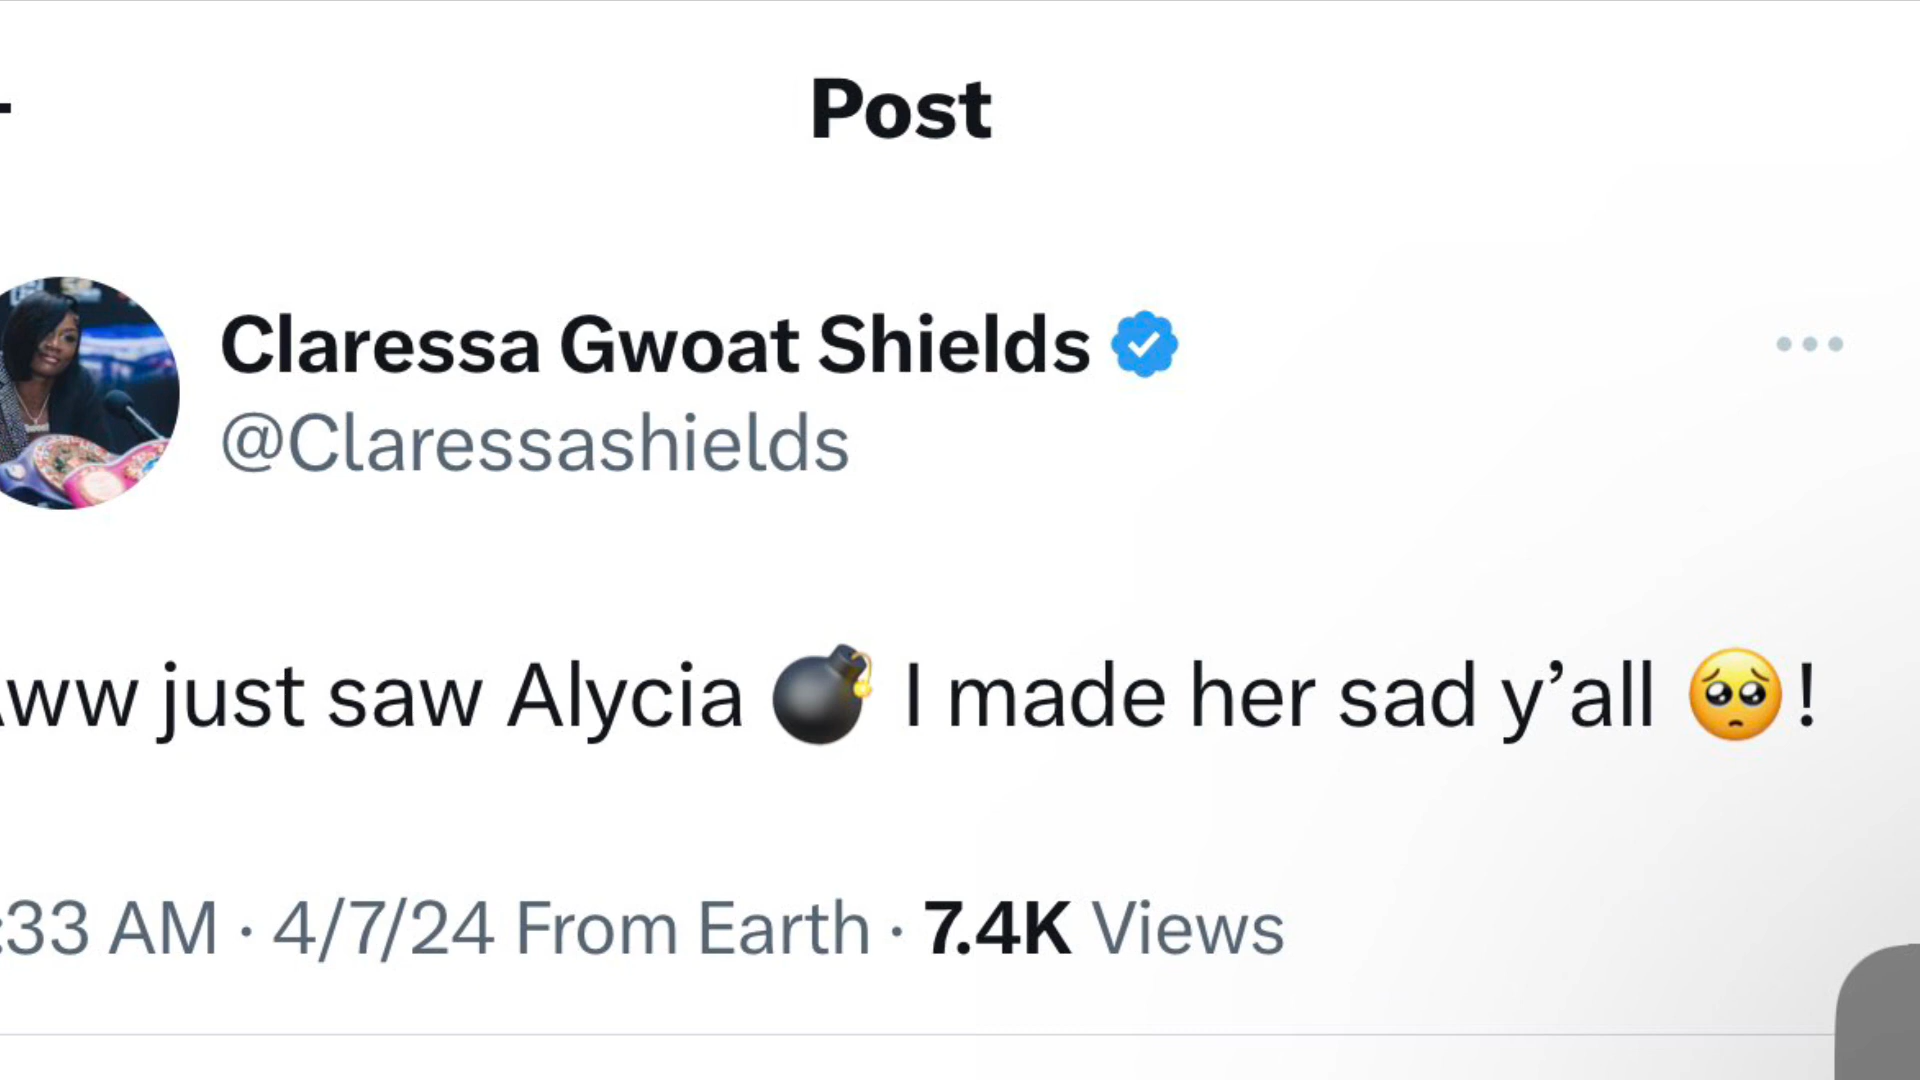 Post
Claressa Gwoat Shields
@Claressashields
ww just saw Alycia 💣 I made her sad y’all 🥺!
:33 AM · 4/7/24 From Earth · 7.4K Views